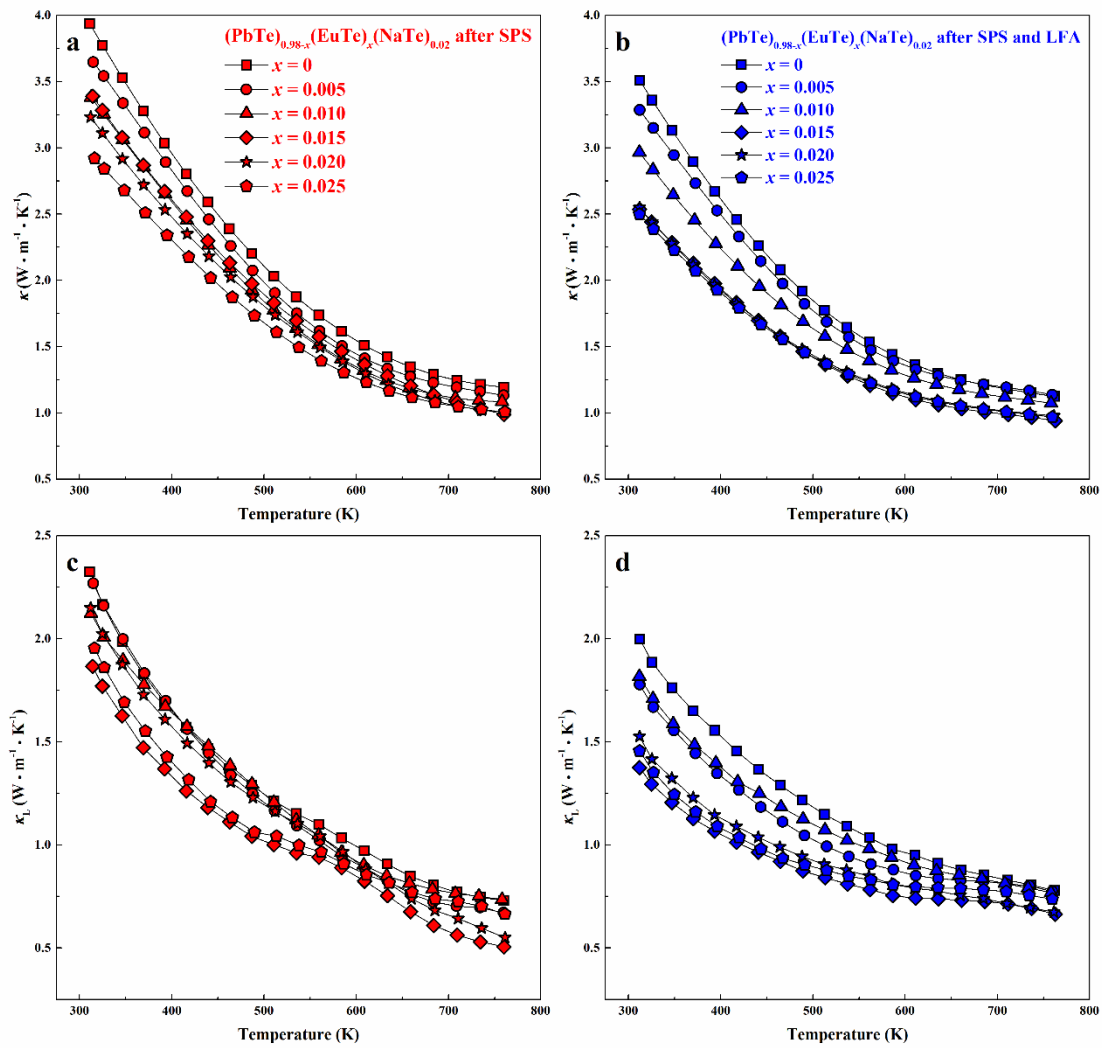 a
(PbTe)0.98-x(EuTe)x(NaTe)0.02 after SPS
x = 0
x = 0.005
x = 0.010
x = 0.015
x = 0.020
x = 0.025
4.0
3.5
3.0
2.5
2.0
1.5
1.0
0.5
κ (W · m⁻¹ · K⁻¹)
300 400 500 600 700 800
Temperature (K)
b
(PbTe)0.98-x(EuTe)x(NaTe)0.02 after SPS and LFA
x = 0
x = 0.005
x = 0.010
x = 0.015
x = 0.020
x = 0.025
4.0
3.5
3.0
2.5
2.0
1.5
1.0
0.5
κ (W · m⁻¹ · K⁻¹)
300 400 500 600 700 800
Temperature (K)
c
2.5
2.0
1.5
1.0
0.5
κL (W · m⁻¹ · K⁻¹)
300 400 500 600 700 800
Temperature (K)
d
2.5
2.0
1.5
1.0
0.5
κL (W · m⁻¹ · K⁻¹)
300 400 500 600 700 800
Temperature (K)